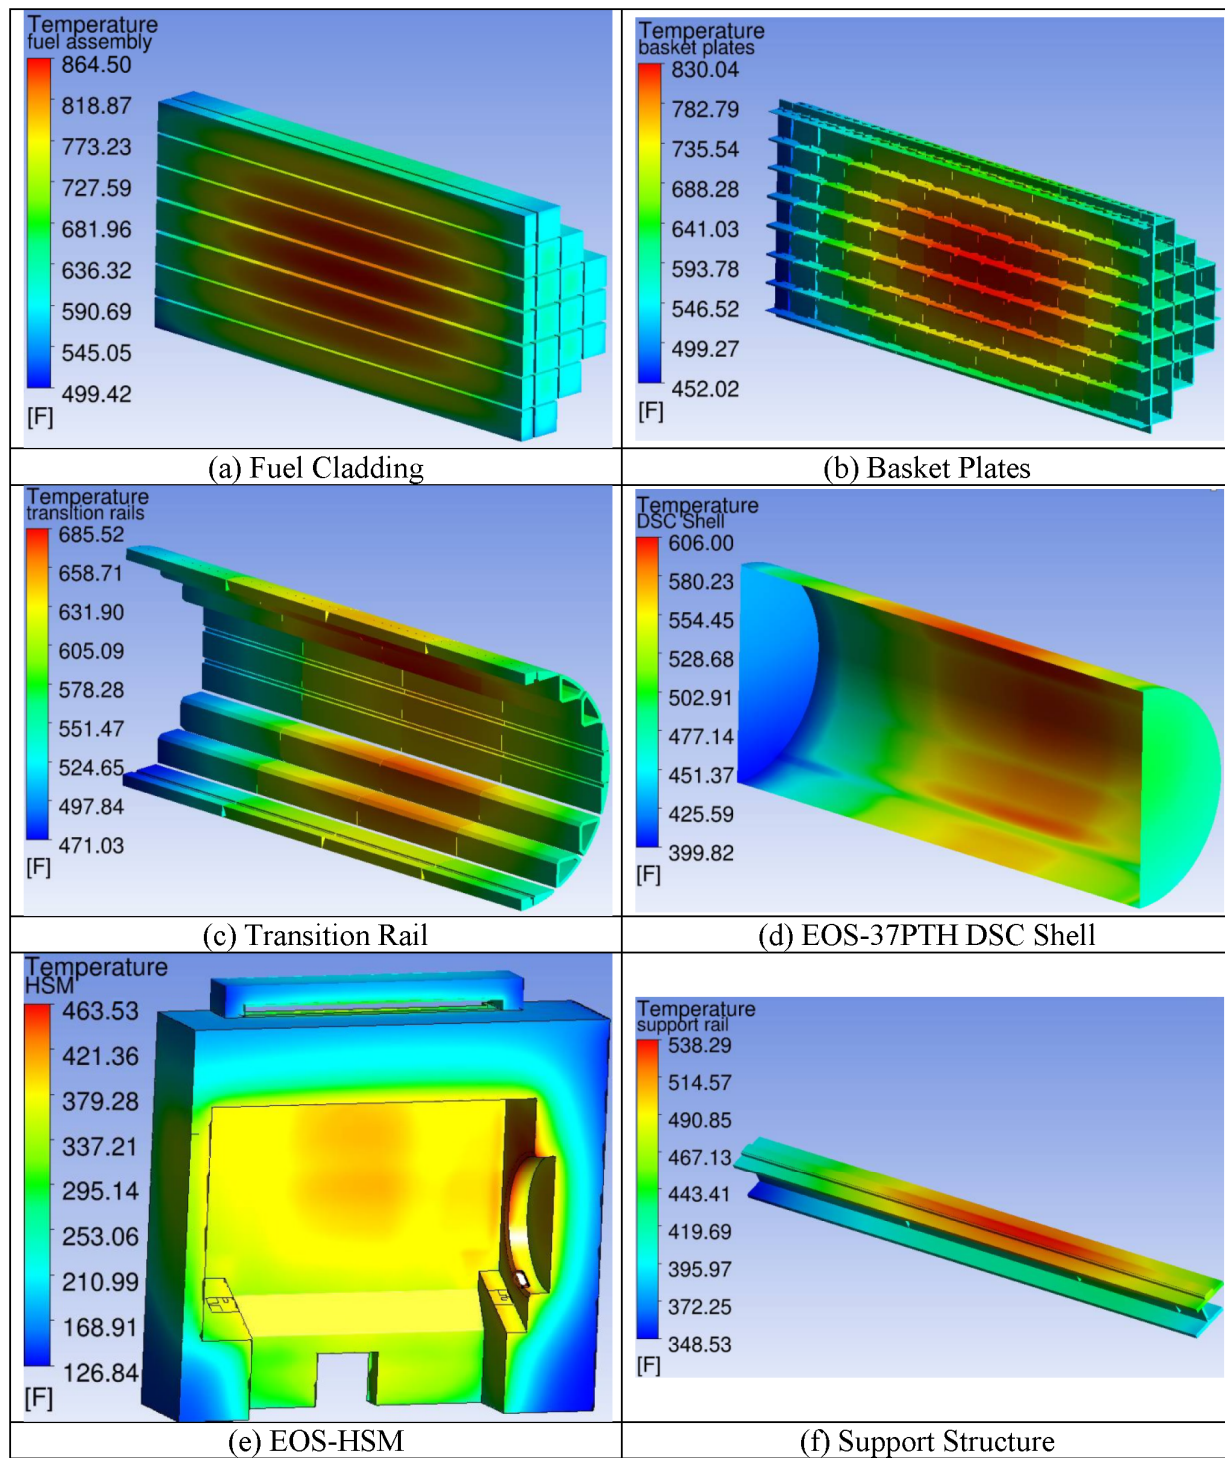 Temperature
fuel assembly
864.50
818.87
773.23
727.59
681.96
636.32
590.69
545.05
499.42
[F]
(a) Fuel Cladding
Temperature
basket plates
830.04
782.79
735.54
688.28
641.03
593.78
546.52
499.27
452.02
[F]
(b) Basket Plates
Temperature
transition rails
685.52
658.71
631.90
605.09
578.28
551.47
524.65
497.84
471.03
[F]
(c) Transition Rail
Temperature
DSC Shell
606.00
580.23
554.45
528.68
502.91
477.14
451.37
425.59
399.82
[F]
(d) EOS-37PTH DSC Shell
Temperature
HSM
463.53
421.36
379.28
337.21
295.14
253.06
210.99
168.91
126.84
[F]
(e) EOS-HSM
Temperature
support rail
538.29
514.57
490.85
467.13
443.41
419.69
395.97
372.25
348.53
[F]
(f) Support Structure